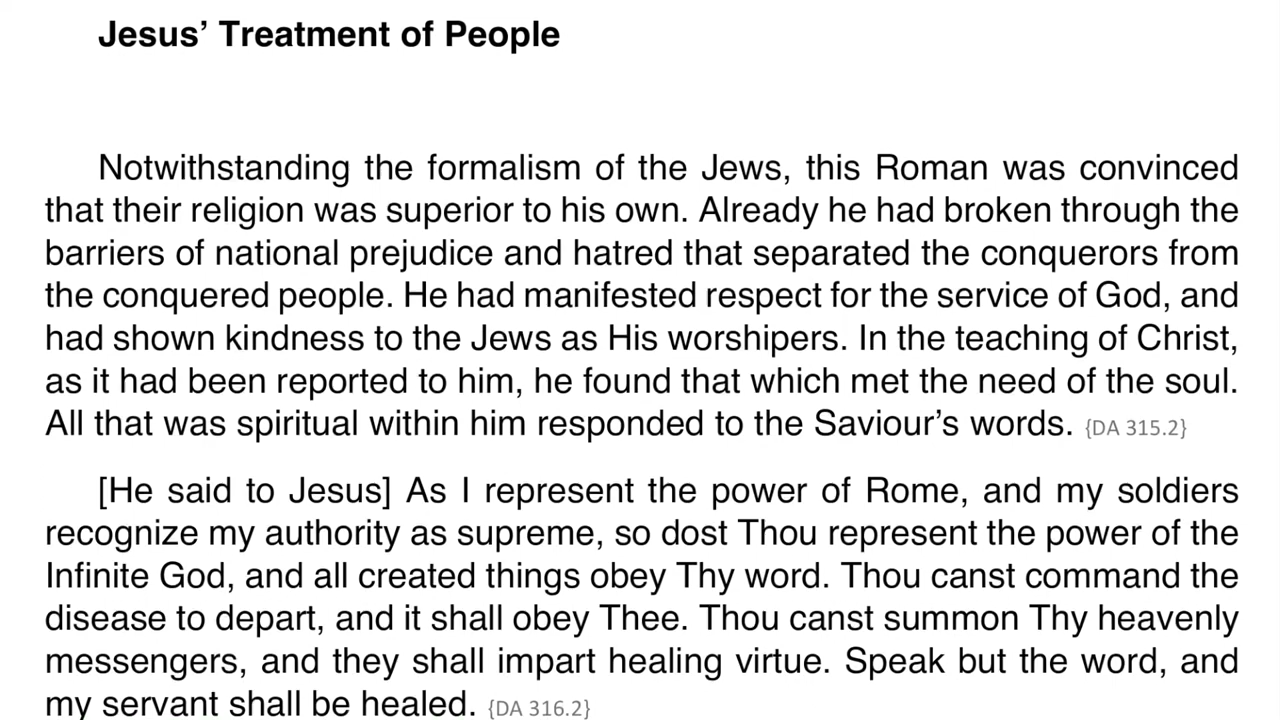 Jesus’ Treatment of People
Notwithstanding the formalism of the Jews, this Roman was convinced
that their religion was superior to his own. Already he had broken through the
barriers of national prejudice and hatred that separated the conquerors from
the conquered people. He had manifested respect for the service of God, and
had shown kindness to the Jews as His worshipers. In the teaching of Christ,
as it had been reported to him, he found that which met the need of the soul.
All that was spiritual within him responded to the Saviour’s words. {DA 315.2}
[He said to Jesus] As I represent the power of Rome, and my soldiers
recognize my authority as supreme, so dost Thou represent the power of the
Infinite God, and all created things obey Thy word. Thou canst command the
disease to depart, and it shall obey Thee. Thou canst summon Thy heavenly
messengers, and they shall impart healing virtue. Speak but the word, and
my servant shall be healed. {DA 316.2}